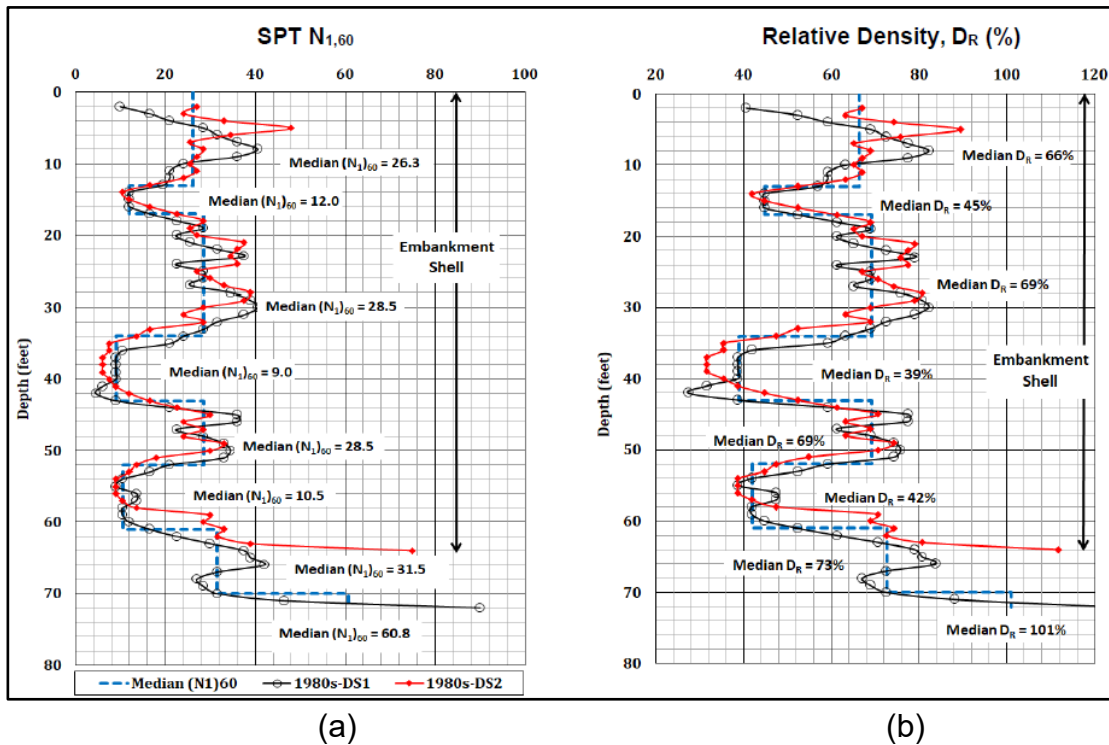 SPT N1,60
0 20 40 60 80 100
0
10
20
30
40
50
60
70
80
Depth (feet)
Median (N1)60 = 26.3
Median (N1)60 = 12.0
Embankment
Shell
Median (N1)60 = 28.5
Median (N1)60 = 9.0
Median (N1)60 = 28.5
Median (N1)60 = 10.5
Median (N1)60 = 31.5
Median (N1)60 = 60.8
Median (N1)60 1980s-DS1 1980s-DS2
(a)
Relative Density, DR (%)
20 40 60 80 100 120
0
10
20
30
40
50
60
70
80
Depth (feet)
Median DR = 66%
Median DR = 45%
Median DR = 69%
Embankment
Shell
Median DR = 39%
Median DR = 69%
Median DR = 42%
Median DR = 73%
Median DR = 101%
(b)